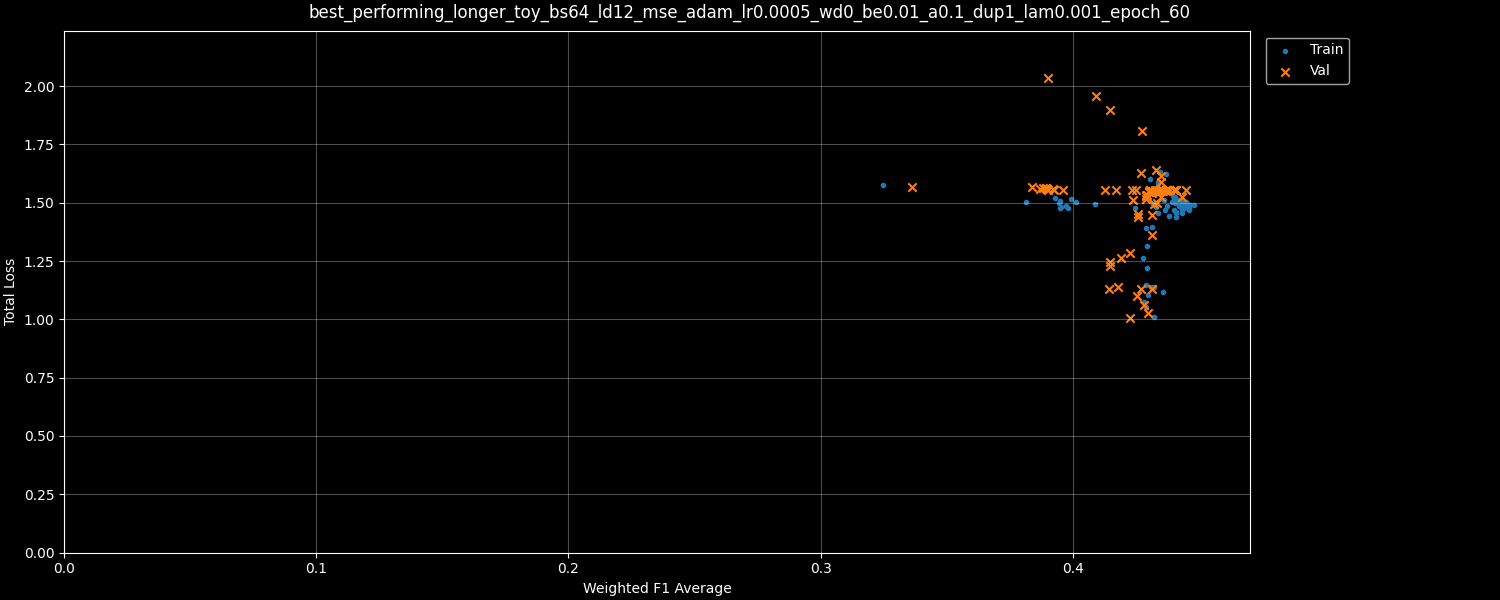 best_performing_longer_toy_bs64_ld12_mse_adam_lr0.0005_wd0_be0.01_a0.1_dup1_lam0.001_epoch_60
Train
Val
2.00
1.75
1.50
1.25
1.00
0.75
0.50
0.25
0.00
Total Loss
0.0 0.1 0.2 0.3 0.4
Weighted F1 Average